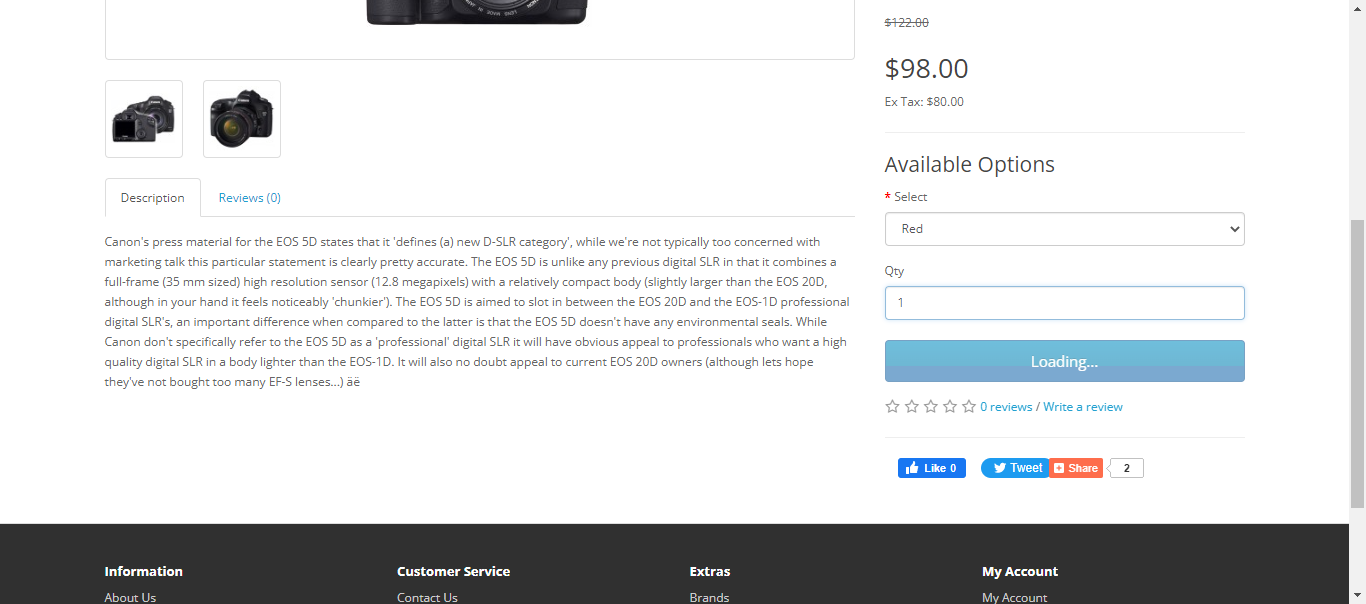 $122.00
$98.00
Ex Tax: $80.00
Available Options
* Select
Red
Qty
1
Loading...
0 reviews / Write a review
Like 0
Tweet
Share
2
Description
Reviews (0)
Canon's press material for the EOS 5D states that it 'defines (a) new D-SLR category', while we're not typically too concerned with
marketing talk this particular statement is clearly pretty accurate. The EOS 5D is unlike any previous digital SLR in that it combines a
full-frame (35 mm sized) high resolution sensor (12.8 megapixels) with a relatively compact body (slightly larger than the EOS 20D,
although in your hand it feels noticeably 'chunkier'). The EOS 5D is aimed to slot in between the EOS 20D and the EOS-1D professional
digital SLR's, an important difference when compared to the latter is that the EOS 5D doesn't have any environmental seals. While
Canon don't specifically refer to the EOS 5D as a 'professional' digital SLR it will have obvious appeal to professionals who want a high
quality digital SLR in a body lighter than the EOS-1D. It will also no doubt appeal to current EOS 20D owners (although lets hope
they've not bought too many EF-S lenses...) äë
Information
About Us
Customer Service
Contact Us
Extras
Brands
My Account
My Account